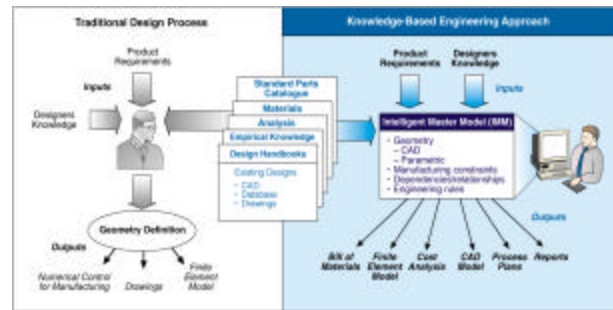 Traditional Design Process
Product
Requirements
Inputs
Designers
Knowledge
Geometry Definition
Outputs
Numerical Control
for Manufacturing
Drawings
Finite
Element
Model
Standard Parts
Catalogue
Materials
Analysis
Empirical Knowledge
Design Handbooks
Existing Designs
- CAD
- Database
- Drawings
Knowledge-Based Engineering Approach
Product
Requirements
Designers
Knowledge
Inputs
Intelligent Master Model (IMM)
• Geometry
– CAD
– Parametric
• Manufacturing constraints
• Dependencies/relationships
• Engineering rules
Outputs
Bill of
Materials
Finite
Element
Model
Cost
Analysis
CAD
Model
Process
Plans
Reports